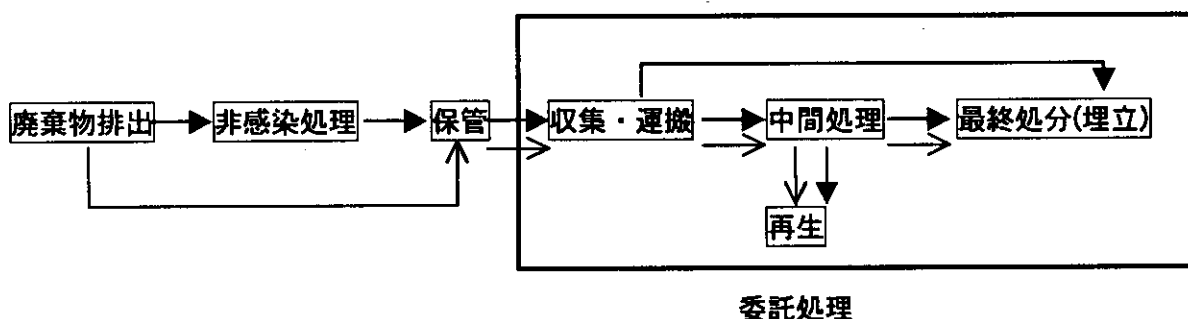 廃棄物排出
非感染処理
保管
収集・運搬
中間処理
最終処分(埋立)
再生
委託処理